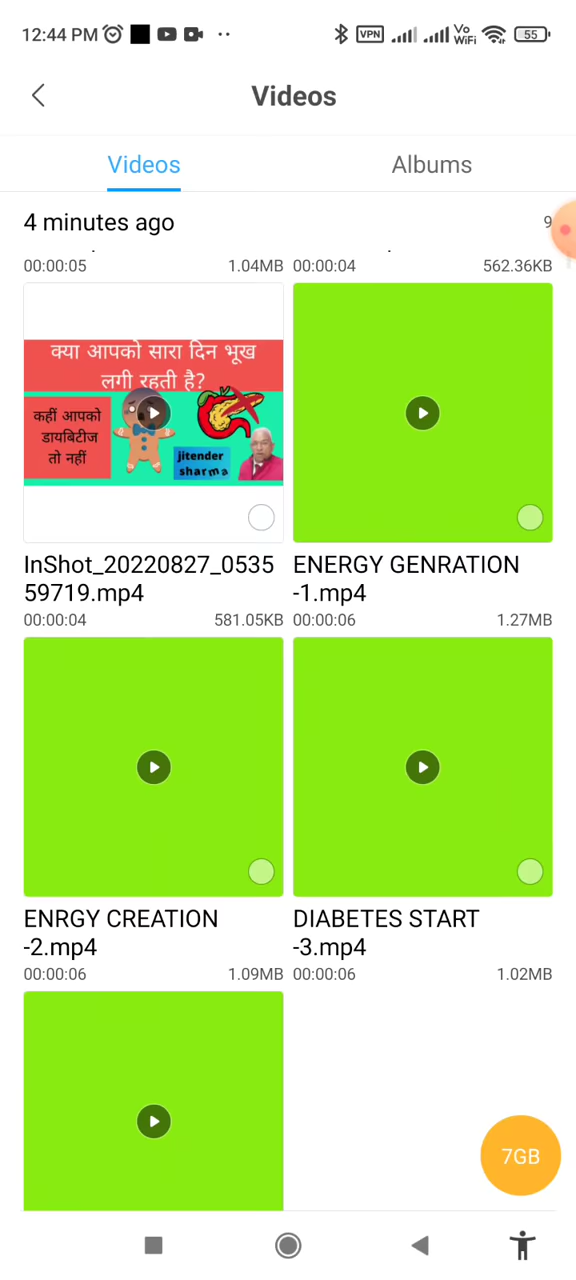 12:44 PM
VPN
Vo
WiFi
55
Videos
Videos
Albums
4 minutes ago
9
00:00:05
1.04MB
00:00:04
562.36KB
क्या आपको सारा दिन भूख
लगी रहती है?
कहीं आपको
डायबिटीज
तो नहीं
jitender
sharma
InShot_20220827_0535
59719.mp4
00:00:04
581.05KB
ENERGY GENRATION
-1.mp4
00:00:06
1.27MB
ENRGY CREATION
-2.mp4
00:00:06
1.09MB
DIABETES START
-3.mp4
00:00:06
1.02MB
7GB